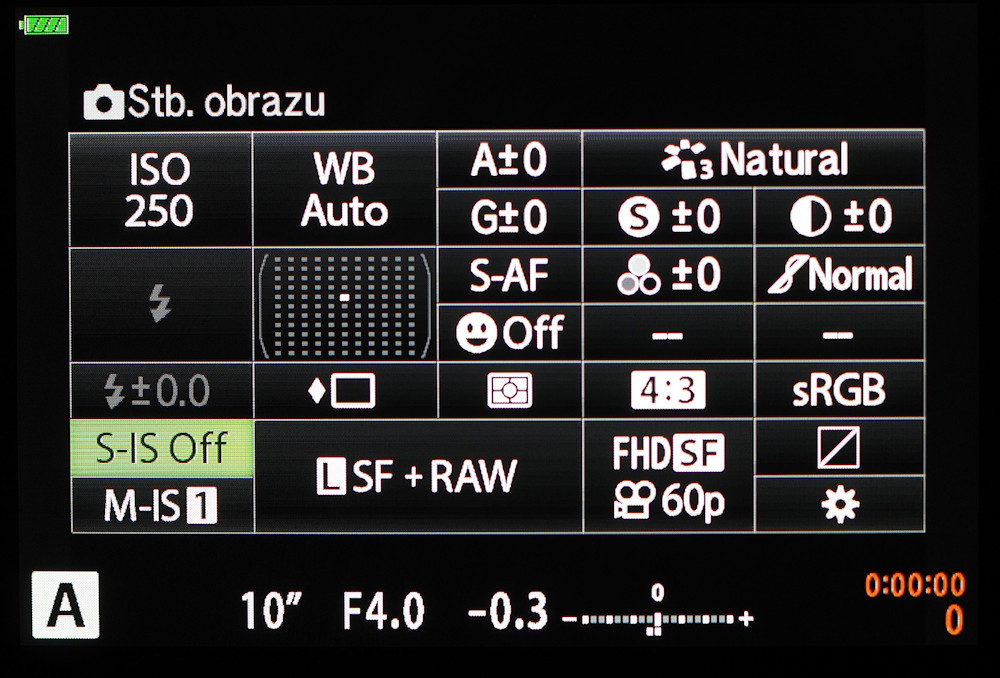 Stb. obrazu
ISO 250
WB Auto
A±0
3 Natural
G±0
S ±0
±0
S-AF
±0
Normal
Off
--
--
±0.0
4:3
sRGB
S-IS Off
M-IS 1
L SF + RAW
FHD SF
60p
A
10" F4.0 -0.3
0
- +
0:00:00
0